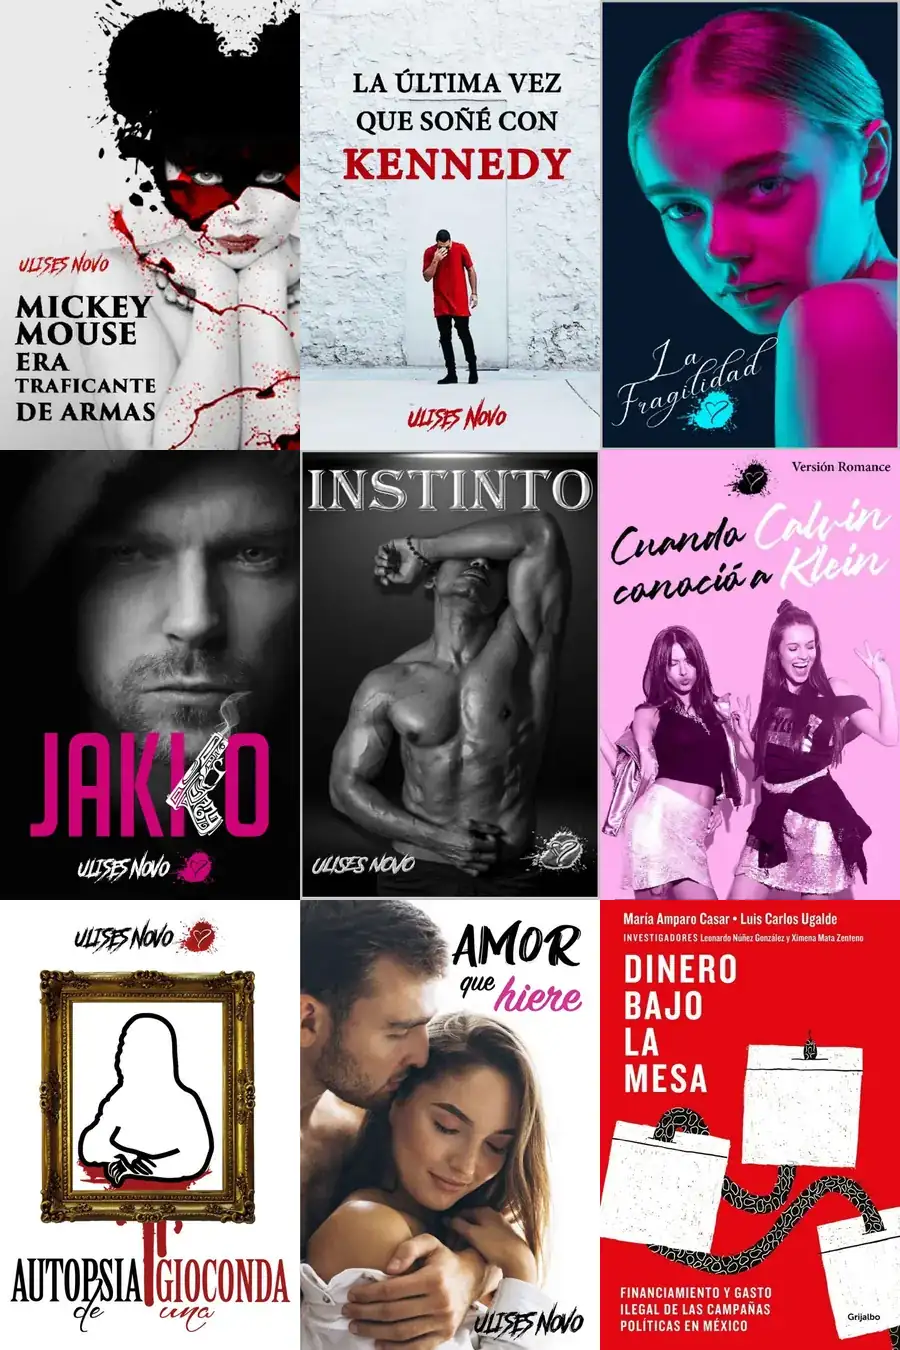 ULISES NOVO
MICKEY
MOUSE
ERA
TRAFICANTE
DE ARMAS
LA ÚLTIMA VEZ
QUE SOÑÉ CON
KENNEDY
ULISES NOVO
La
Fragilidad
JAKKO
ULISES NOVO
INSTINTO
ULISES NOVO
Versión Romance
Cuando Calvin
conoció a Klein
ULISES NOVO
AUTOPSIA GIOCONDA
de una
AMOR
que hiere
ULISES NOVO
María Amparo Casar • Luis Carlos Ugalde
INVESTIGADORES Leonardo Núñez González y Ximena Mata Zenteno
DINERO
BAJO
LA
MESA
FINANCIAMIENTO Y GASTO
ILEGAL DE LAS CAMPAÑAS
POLÍTICAS EN MÉXICO
Grijalbo